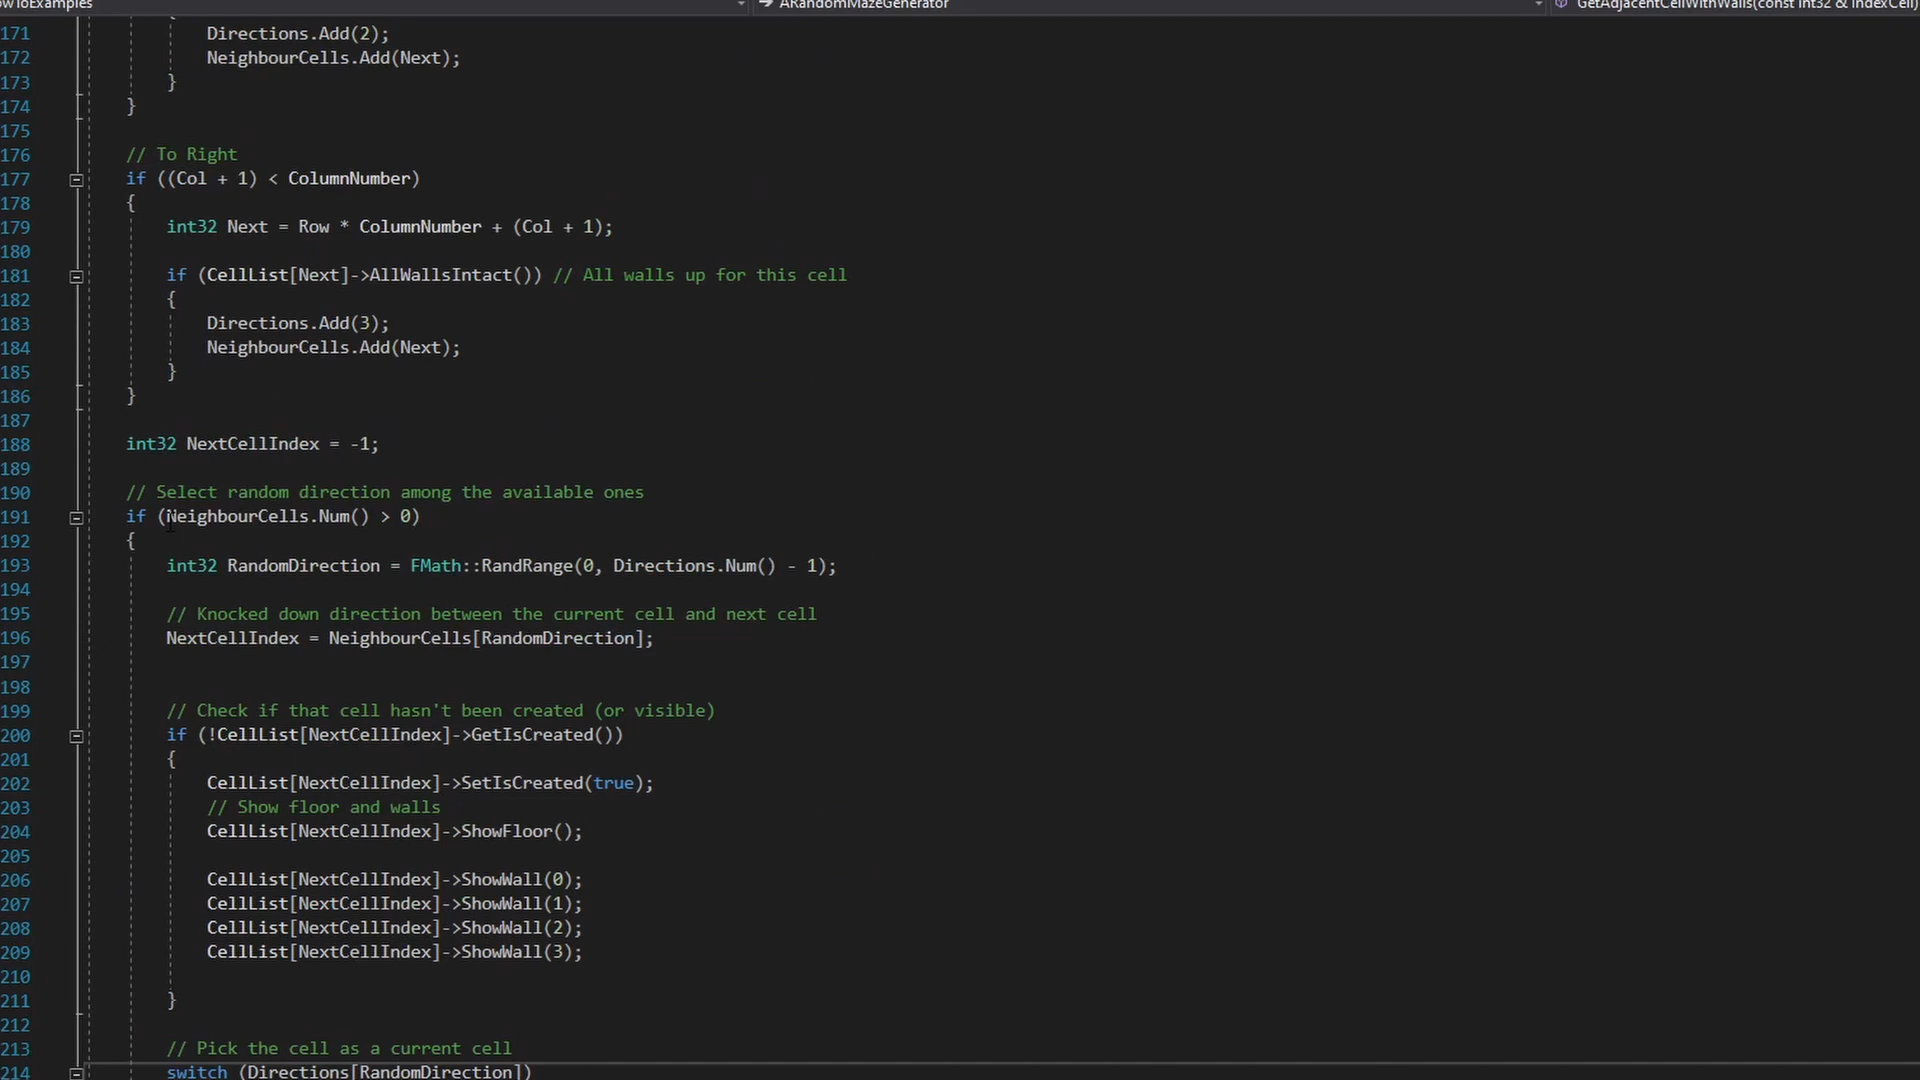 owToExamples ARandomMazeGenerator GetAdjacentCellWithWalls(const int32 & IndexCell)
171 Directions.Add(2);
172 NeighbourCells.Add(Next);
173 }
174 }
175
176 // To Right
177 if ((Col + 1) < ColumnNumber)
178 {
179 int32 Next = Row * ColumnNumber + (Col + 1);
180
181 if (CellList[Next]->AllWallsIntact()) // All walls up for this cell
182 {
183 Directions.Add(3);
184 NeighbourCells.Add(Next);
185 }
186 }
187
188 int32 NextCellIndex = -1;
189
190 // Select random direction among the available ones
191 if (NeighbourCells.Num() > 0)
192 {
193 int32 RandomDirection = FMath::RandRange(0, Directions.Num() - 1);
194
195 // Knocked down direction between the current cell and next cell
196 NextCellIndex = NeighbourCells[RandomDirection];
197
198
199 // Check if that cell hasn't been created (or visible)
200 if (!CellList[NextCellIndex]->GetIsCreated())
201 {
202 CellList[NextCellIndex]->SetIsCreated(true);
203 // Show floor and walls
204 CellList[NextCellIndex]->ShowFloor();
205
206 CellList[NextCellIndex]->ShowWall(0);
207 CellList[NextCellIndex]->ShowWall(1);
208 CellList[NextCellIndex]->ShowWall(2);
209 CellList[NextCellIndex]->ShowWall(3);
210
211 }
212
213 // Pick the cell as a current cell
214 switch (Directions[RandomDirection])